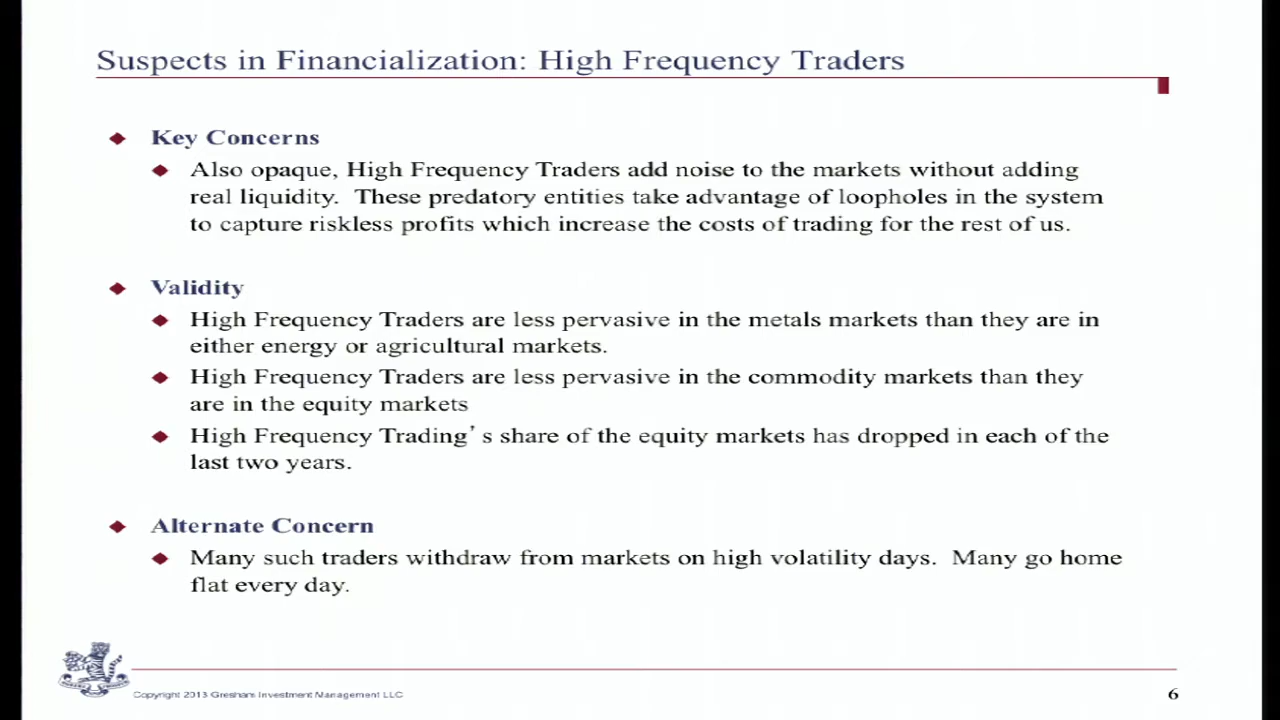 Suspects in Financialization: High Frequency Traders
Key Concerns
Also opaque, High Frequency Traders add noise to the markets without adding
real liquidity. These predatory entities take advantage of loopholes in the system
to capture riskless profits which increase the costs of trading for the rest of us.
Validity
High Frequency Traders are less pervasive in the metals markets than they are in
either energy or agricultural markets.
High Frequency Traders are less pervasive in the commodity markets than they
are in the equity markets
High Frequency Trading's share of the equity markets has dropped in each of the
last two years.
Alternate Concern
Many such traders withdraw from markets on high volatility days. Many go home
flat every day.
Copyright 2013 Gresham Investment Management LLC
6